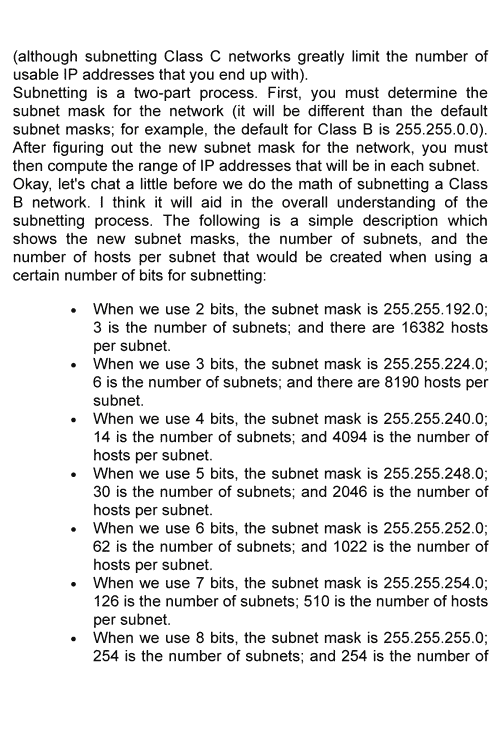 (although subnetting Class C networks greatly limit the number of
usable IP addresses that you end up with).
Subnetting is a two-part process. First, you must determine the
subnet mask for the network (it will be different than the default
subnet masks; for example, the default for Class B is 255.255.0.0).
After figuring out the new subnet mask for the network, you must
then compute the range of IP addresses that will be in each subnet.
Okay, let's chat a little before we do the math of subnetting a Class
B network. I think it will aid in the overall understanding of the
subnetting process. The following is a simple description which
shows the new subnet masks, the number of subnets, and the
number of hosts per subnet that would be created when using a
certain number of bits for subnetting:
• When we use 2 bits, the subnet mask is 255.255.192.0;
3 is the number of subnets; and there are 16382 hosts
per subnet.
• When we use 3 bits, the subnet mask is 255.255.224.0;
6 is the number of subnets; and there are 8190 hosts per
subnet.
• When we use 4 bits, the subnet mask is 255.255.240.0;
14 is the number of subnets; and 4094 is the number of
hosts per subnet.
• When we use 5 bits, the subnet mask is 255.255.248.0;
30 is the number of subnets; and 2046 is the number of
hosts per subnet.
• When we use 6 bits, the subnet mask is 255.255.252.0;
62 is the number of subnets; and 1022 is the number of
hosts per subnet.
• When we use 7 bits, the subnet mask is 255.255.254.0;
126 is the number of subnets; 510 is the number of hosts
per subnet.
• When we use 8 bits, the subnet mask is 255.255.255.0;
254 is the number of subnets; and 254 is the number of